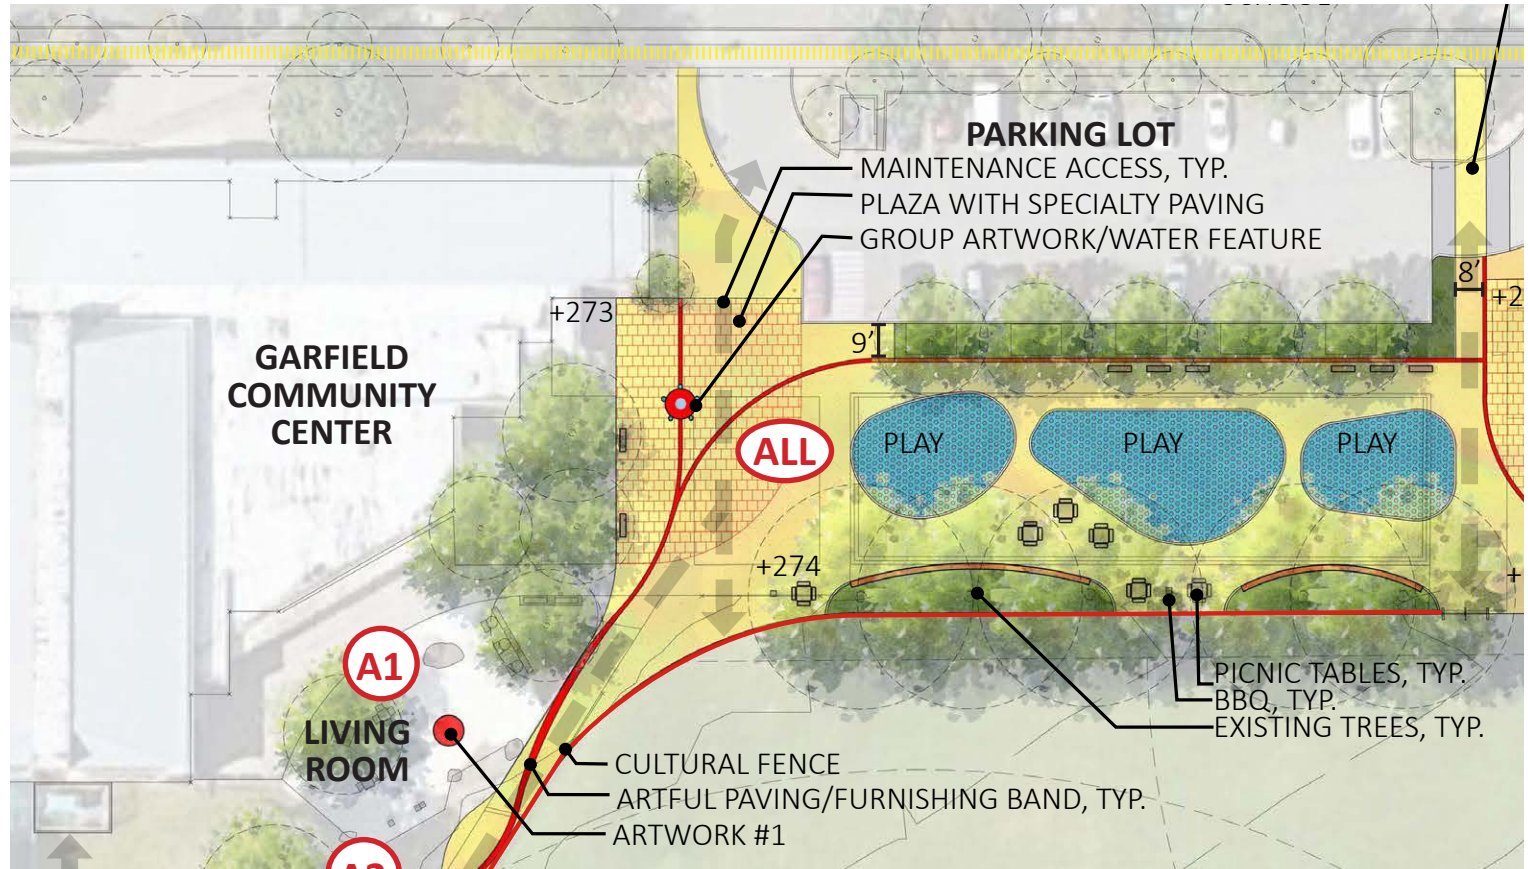 PARKING LOT
MAINTENANCE ACCESS, TYP.
PLAZA WITH SPECIALTY PAVING
GROUP ARTWORK/WATER FEATURE
8'
+273
9'
GARFIELD
COMMUNITY
CENTER
ALL
PLAY
PLAY
PLAY
+274
A1
LIVING
ROOM
PICNIC TABLES, TYP.
BBQ, TYP.
EXISTING TREES, TYP.
CULTURAL FENCE
ARTFUL PAVING/FURNISHING BAND, TYP.
ARTWORK #1